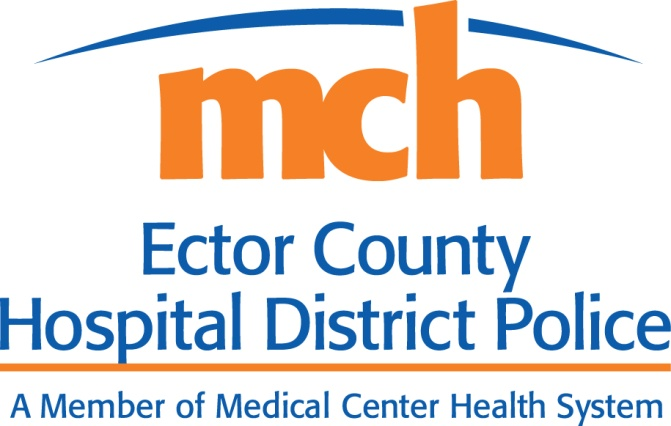 mch
Ector County
Hospital District Police
A Member of Medical Center Health System